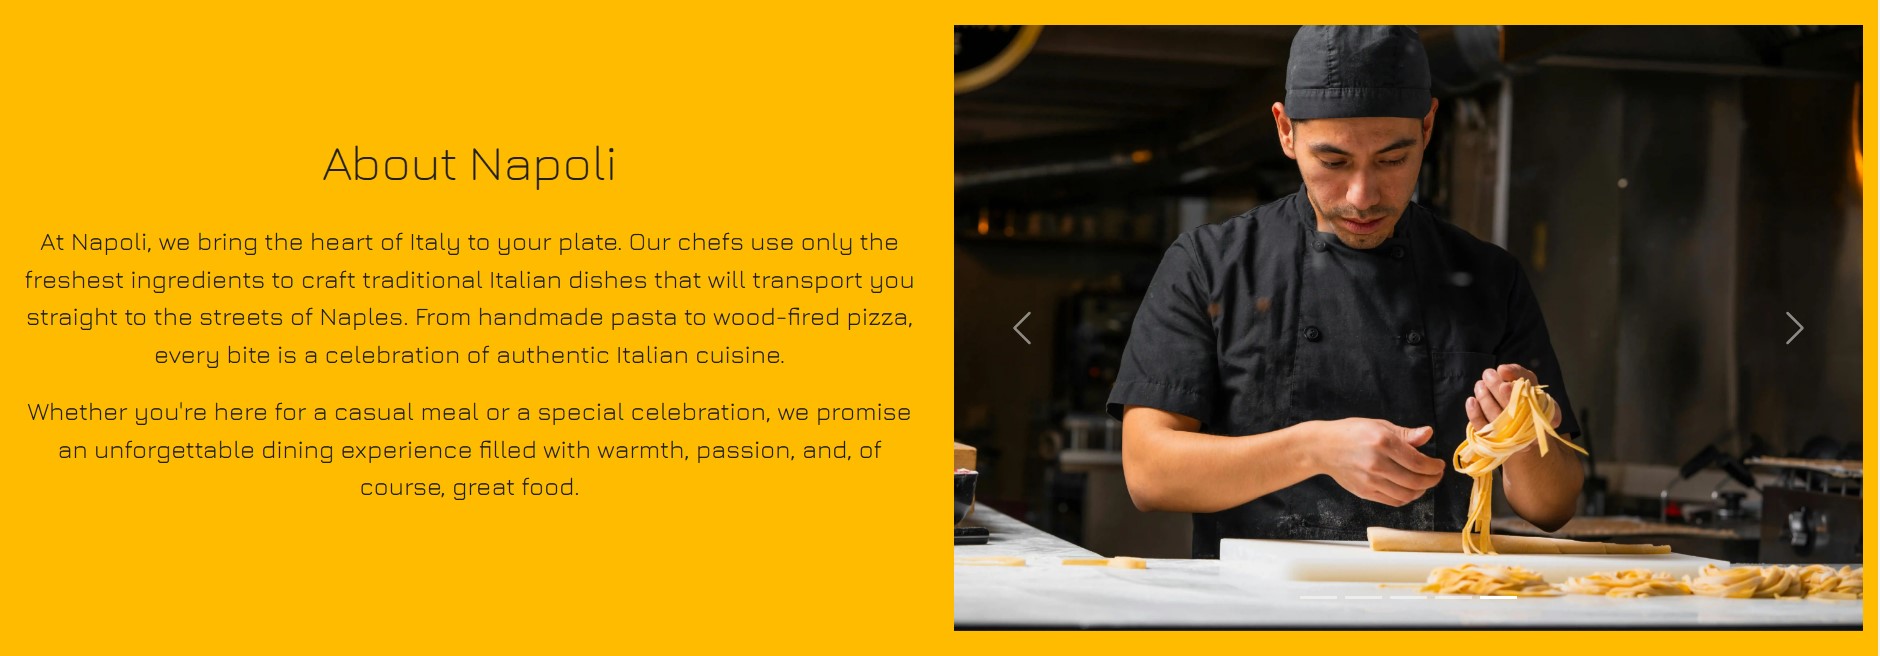 About Napoli
At Napoli, we bring the heart of Italy to your plate. Our chefs use only the
freshest ingredients to craft traditional Italian dishes that will transport you
straight to the streets of Naples. From handmade pasta to wood-fired pizza,
every bite is a celebration of authentic Italian cuisine.
Whether you're here for a casual meal or a special celebration, we promise
an unforgettable dining experience filled with warmth, passion, and, of
course, great food.